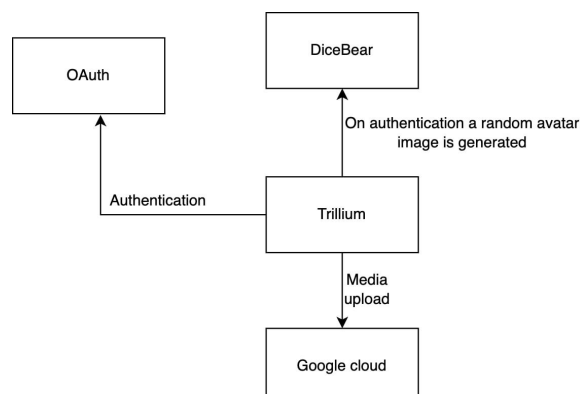 DiceBear
OAuth
On authentication a random avatar
image is generated
Authentication
Trillium
Media
upload
Google cloud